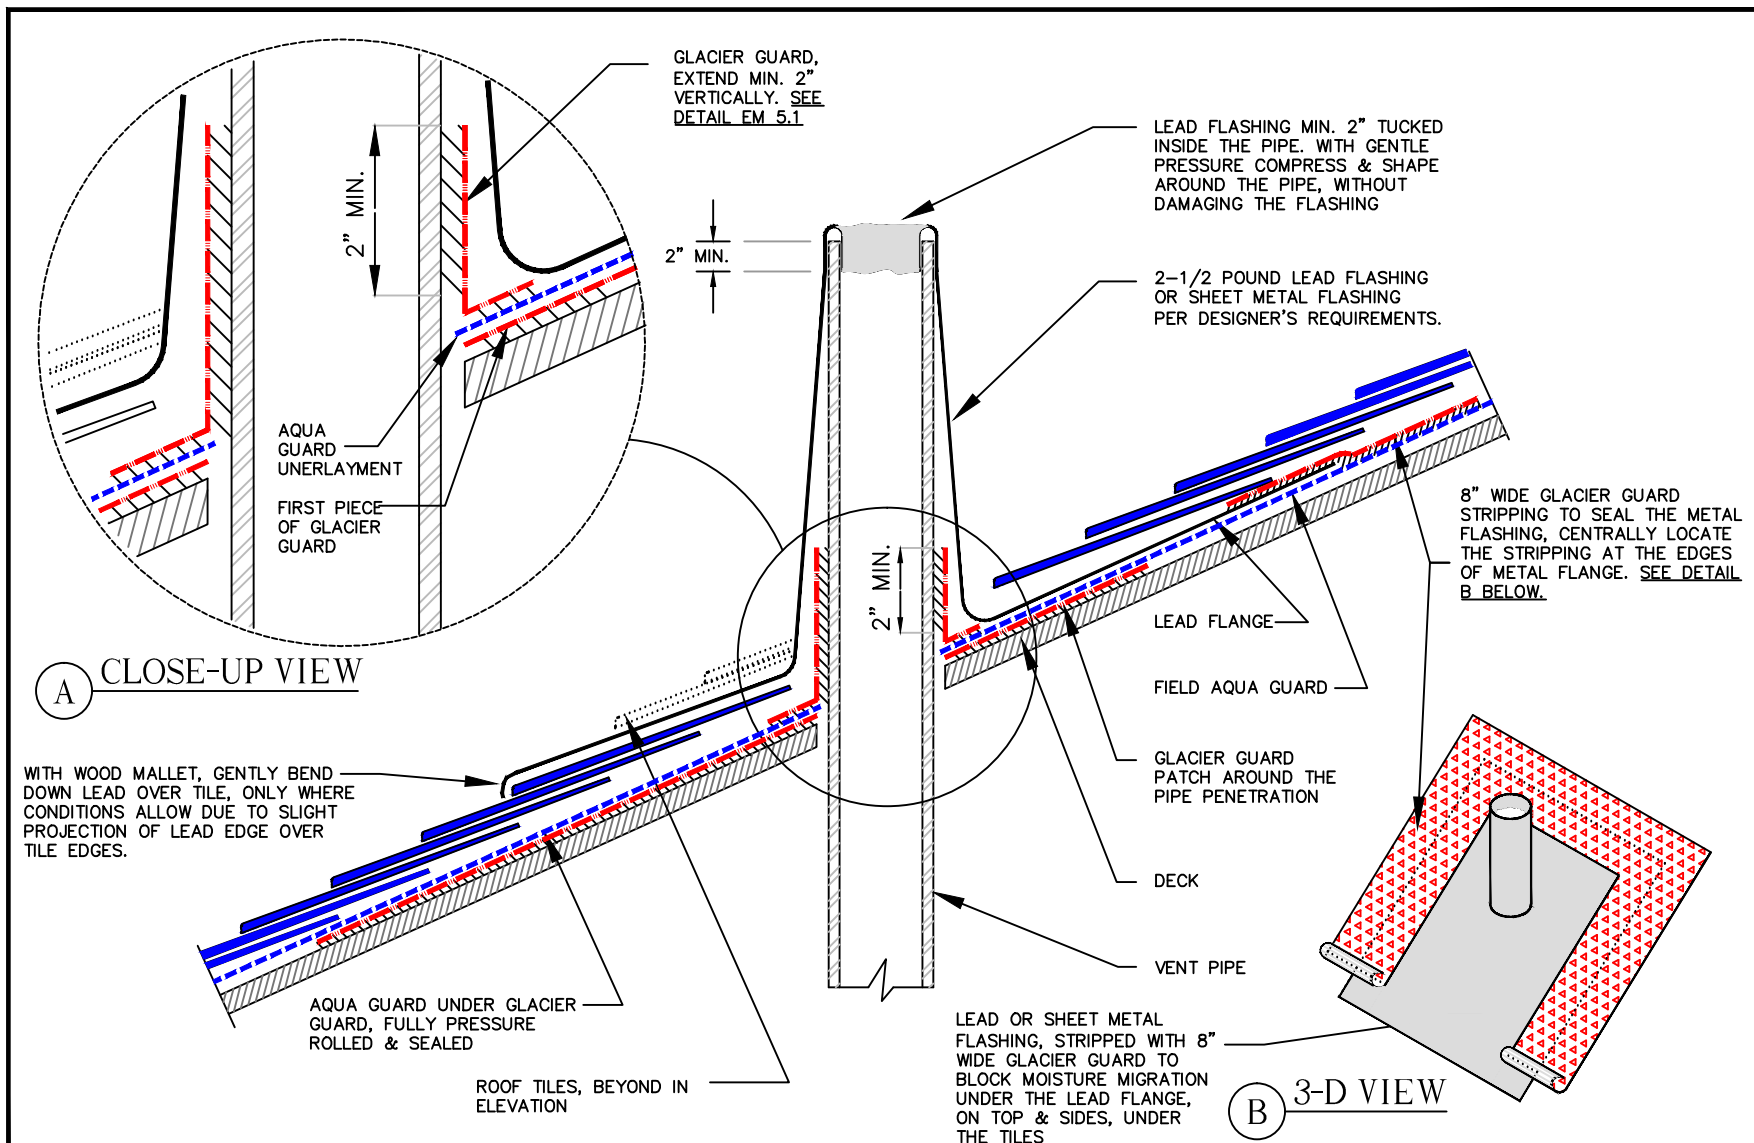 GLACIER GUARD,
EXTEND MIN. 2"
VERTICALLY. SEE
DETAIL EM 5.1
LEAD FLASHING MIN. 2" TUCKED
INSIDE THE PIPE. WITH GENTLE
PRESSURE COMPRESS & SHAPE
AROUND THE PIPE, WITHOUT
DAMAGING THE FLASHING
2" MIN.
2" MIN.
2-1/2 POUND LEAD FLASHING
OR SHEET METAL FLASHING
PER DESIGNER'S REQUIREMENTS.
AQUA
GUARD
UNERLAYMENT
FIRST PIECE
OF GLACIER
GUARD
8" WIDE GLACIER GUARD
STRIPPING TO SEAL THE METAL
FLASHING, CENTRALLY LOCATE
THE STRIPPING AT THE EDGES
OF METAL FLANGE. SEE DETAIL
B BELOW.
2" MIN.
LEAD FLANGE
A CLOSE-UP VIEW
FIELD AQUA GUARD
WITH WOOD MALLET, GENTLY BEND
DOWN LEAD OVER TILE, ONLY WHERE
CONDITIONS ALLOW DUE TO SLIGHT
PROJECTION OF LEAD EDGE OVER
TILE EDGES.
GLACIER GUARD
PATCH AROUND THE
PIPE PENETRATION
DECK
VENT PIPE
AQUA GUARD UNDER GLACIER
GUARD, FULLY PRESSURE
ROLLED & SEALED
ROOF TILES, BEYOND IN
ELEVATION
LEAD OR SHEET METAL
FLASHING, STRIPPED WITH 8"
WIDE GLACIER GUARD TO
BLOCK MOISTURE MIGRATION
UNDER THE LEAD FLANGE,
ON TOP & SIDES, UNDER
THE TILES
B 3-D VIEW